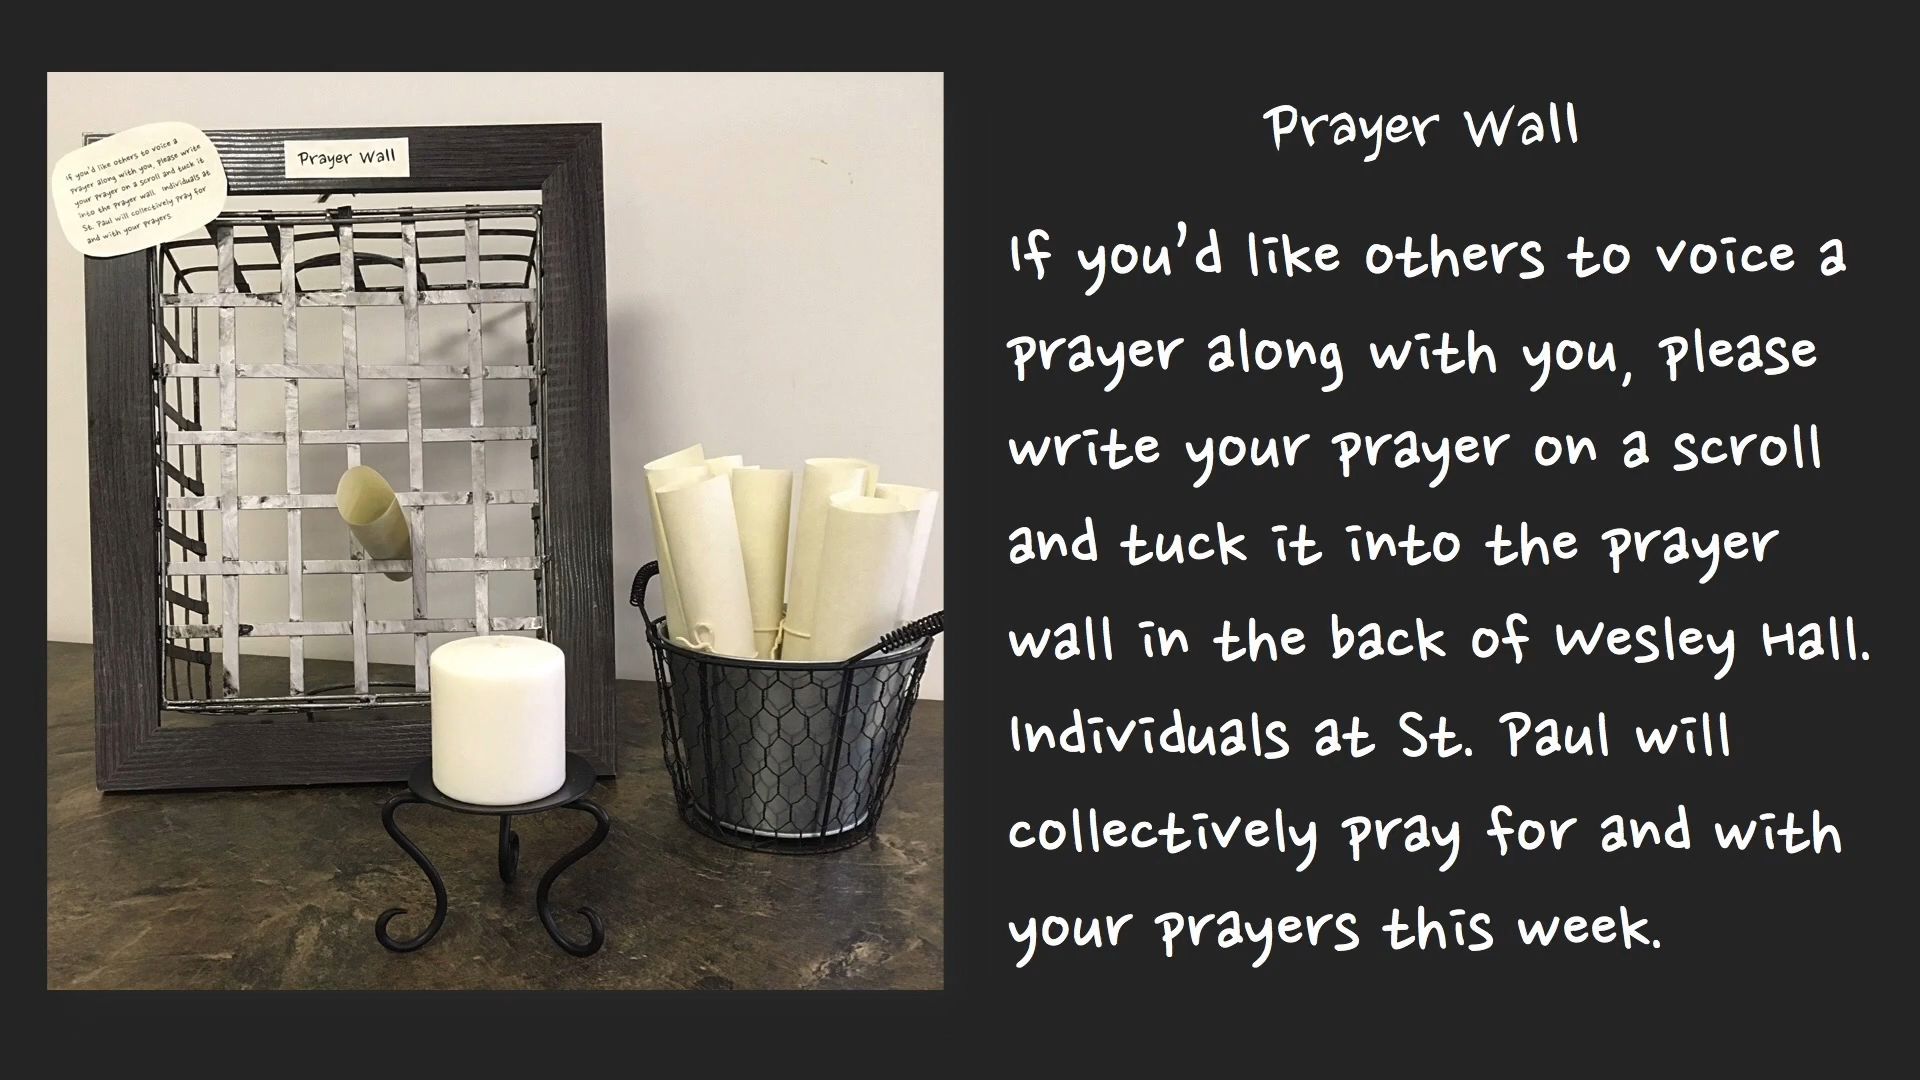 If you'd like others to voice a
prayer along with you, please write
your prayer on a scroll and tuck it
into the prayer wall. Individuals at
St. Paul will collectively pray for
and with your prayers.
Prayer Wall
Prayer Wall
If you'd like others to voice a
prayer along with you, please
write your prayer on a scroll
and tuck it into the prayer
wall in the back of Wesley Hall.
Individuals at St. Paul will
collectively pray for and with
your prayers this week.